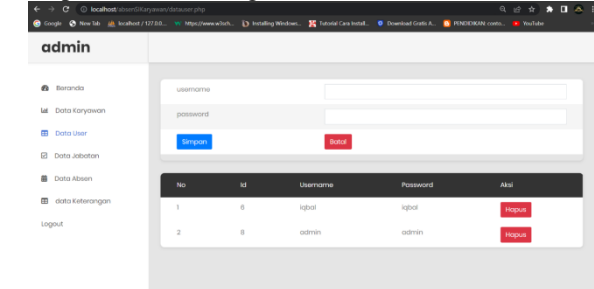 localhost/absenSIKaryawan/datauser.php
Google New Tab localhost / 127.0.0... https://www.w3sch... Installing Windows... Tutorial Cara Install... Download Gratis A... PENDIDIKAN: conto... YouTube
admin
Beranda
Data Karyawan
Data User
Data Jabatan
Data Absen
data Keterangan
Logout
username
password
Simpan Batal
No Id Username Password Aksi
1 6 iqbal iqbal Hapus
2 8 admin admin Hapus